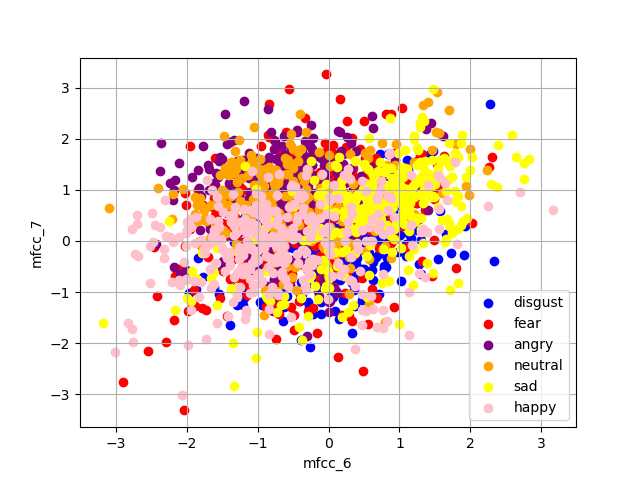 mfcc_7
3
2
1
0
−1
−2
−3
−3
−2
−1
0
1
2
3
mfcc_6
disgust
fear
angry
neutral
sad
happy